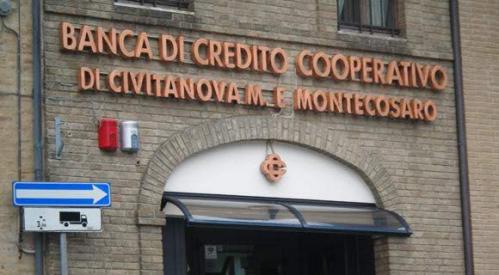 BANCA DI CREDITO COOPERATIVO
DI CIVITANOVA M. E MONTECOSARO